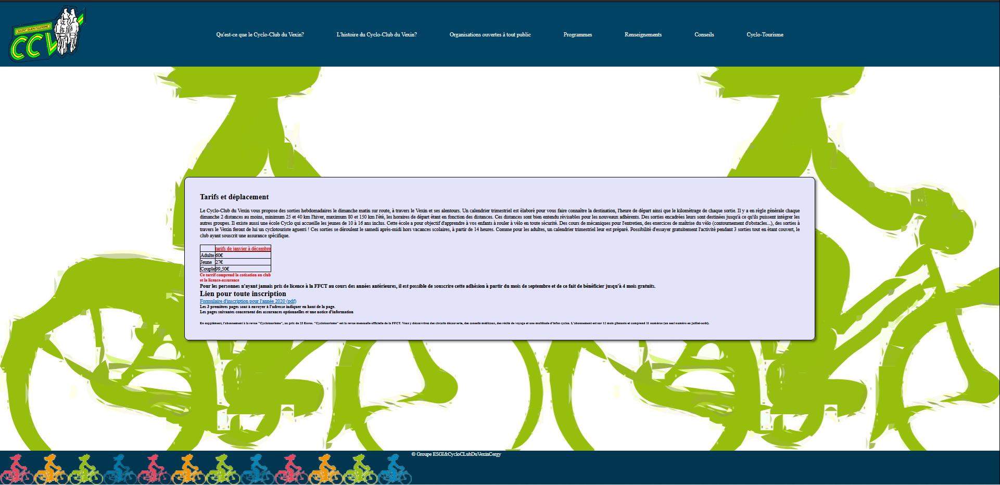 SAINT OUEN L'AUMONE
CCV
Qu'est-ce que le Cyclo-Club du Vexin?
L'histoire du Cyclo-Club du Vexin?
Organisations ouvertes à tout public
Programmes
Renseignements
Conseils
Cyclo-Tourisme
Tarifs et déplacement
Le Cyclo-Club du Vexin vous propose des sorties hebdomadaires le dimanche matin sur route, à travers le Vexin et ses alentours. Un calendrier trimestriel est élaboré pour vous faire connaître la destination, l'heure de départ ainsi que le kilométrage de chaque sortie. Il y a en règle générale chaque
dimanche 2 distances au moins, minimum 25 et 40 km l'hiver, maximum 80 et 150 km l'été, les horaires de départ étant en fonction des distances. Ces distances sont bien entendu révisables pour les nouveaux adhérents. Des sorties encadrées leurs sont destinées jusqu'à ce qu'ils puissent intégrer les
autres groupes. Il existe aussi une école Cyclo qui accueille les jeunes de 10 à 16 ans inclus. Cette école a pour objectif d'apprendre à vos enfants à rouler à vélo en toute sécurité. Des cours de mécaniques pour l'entretien, des exercices de maîtrise du vélo (contournement d'obstacles...), des sorties à
travers le Vexin feront de lui un cyclotouriste aguerri ! Ces sorties se déroulent le samedi après-midi hors vacances scolaires, à partir de 14 heures. Comme pour les adultes, un calendrier trimestriel leur est préparé. Possibilité d'essayer gratuitement l'activité pendant 3 sorties tout en étant couvert, le
club ayant souscrit une assurance spécifique.
tarifs de janvier à décembre
Adulte 60€
Jeune 27€
Couple 99,50€
Ce tarrif comprend la cotisation au club
et la licence-assurance
Pour les personnes n'ayant jamais pris de licence à la FFCT au cours des années antérieures, il est possible de souscrire cette adhésion à partir du mois de septembre et de ce fait de bénéficier jusqu'à 4 mois gratuits.
Lien pour toute inscription
Formulaire d'inscription pour l'année 2020 (pdf)
Les 3 premières pages sont à envoyer à l'adresse indiquer en haut de la page.
Les pages suivantes concernent des assurances optionnelles et une notice d'information
En supplément, l'abonnement à la revue "Cyclotourisme", au prix de 25 Euros. "Cyclotourisme" est la revue mensuelle officielle de la FFCT. Vous y découvrirez des circuits découverte, des conseils médicaux, des récits de voyage et une multitude d'infos cyclos. L'abonnement est sur 12 mois glissants et comprend 11 numéros (un seul numéro en juillet-août).
© Groupe ESGI&CycloCLubDuVexinCergy